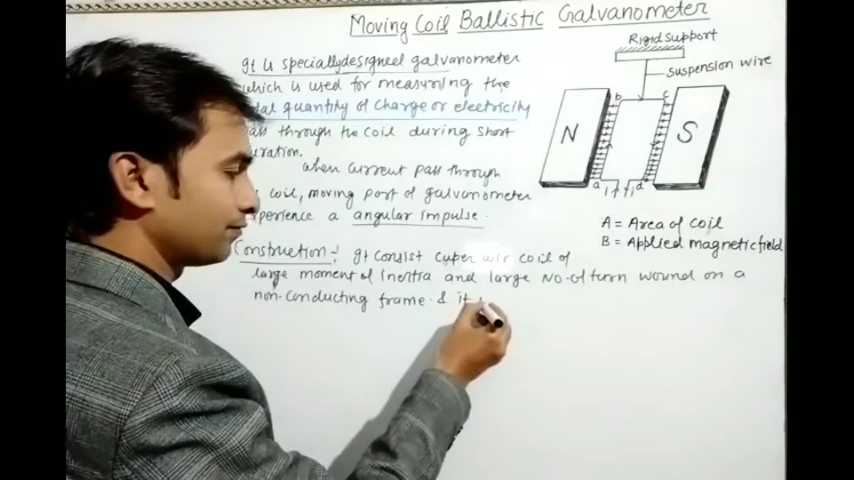 Moving Coil Ballistic Galvanometer
It is specially designed galvanometer
which is used for measuring the
quantity of charge or electricity
through the coil during short
when current pass through
coil, moving part of galvanometer
a angular impulse.
Construction:- It consist cuper wir coil of
large moment of inertia and large No. of turn wound on a
non-conducting frame. & it
Rigid support
suspension wire
b c
N S
a d
A = Area of coil
B = Applied magnetic field